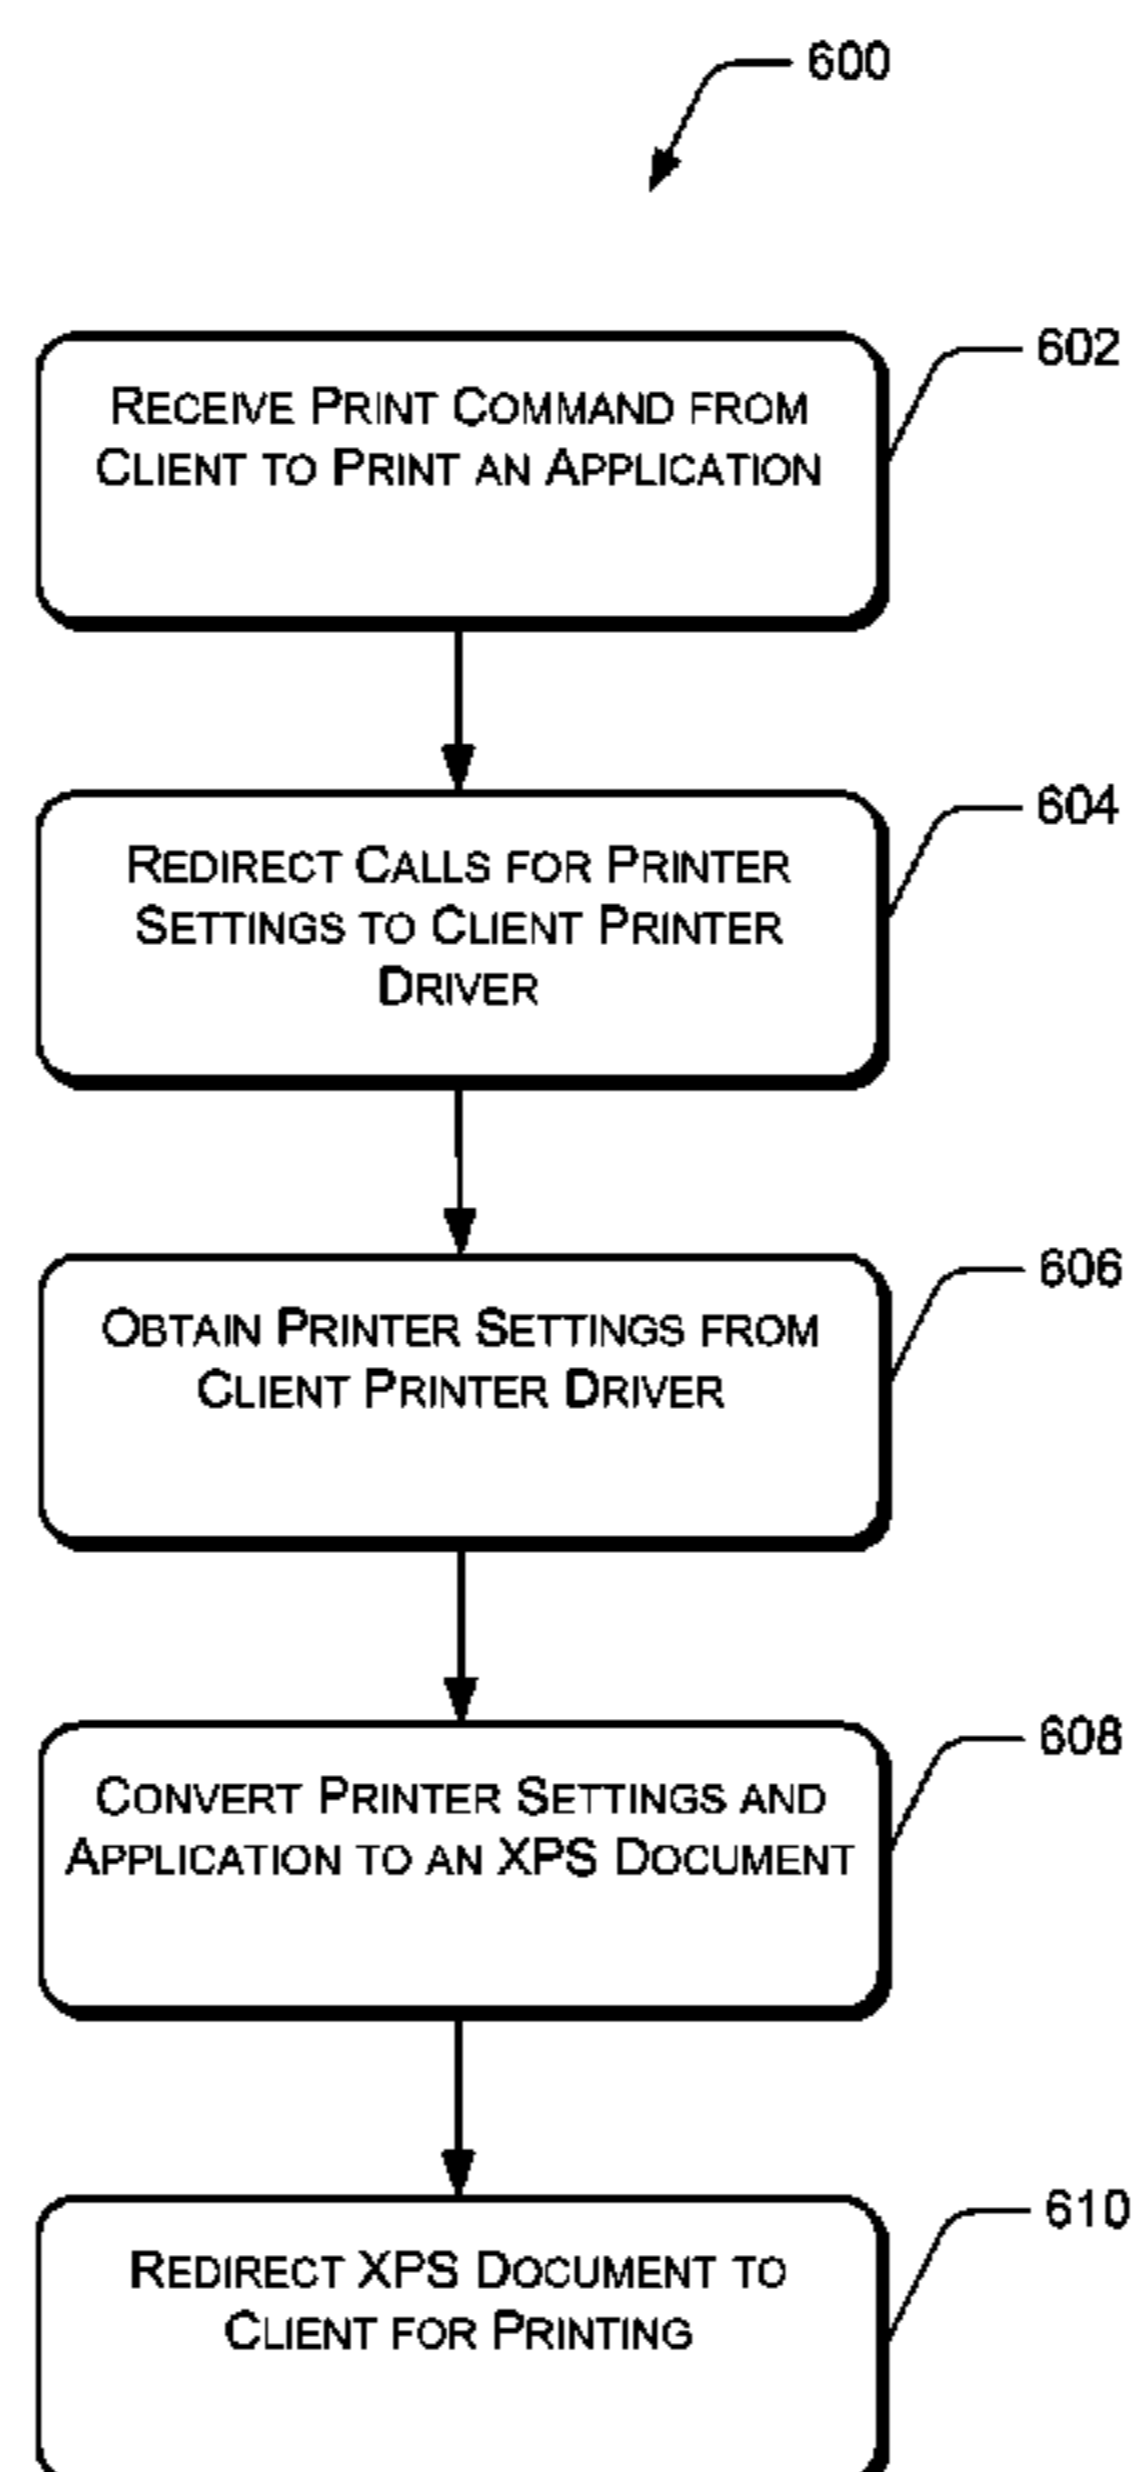 600
602
RECEIVE PRINT COMMAND FROM
CLIENT TO PRINT AN APPLICATION
604
REDIRECT CALLS FOR PRINTER
SETTINGS TO CLIENT PRINTER
DRIVER
606
OBTAIN PRINTER SETTINGS FROM
CLIENT PRINTER DRIVER
608
CONVERT PRINTER SETTINGS AND
APPLICATION TO AN XPS DOCUMENT
610
REDIRECT XPS DOCUMENT TO
CLIENT FOR PRINTING